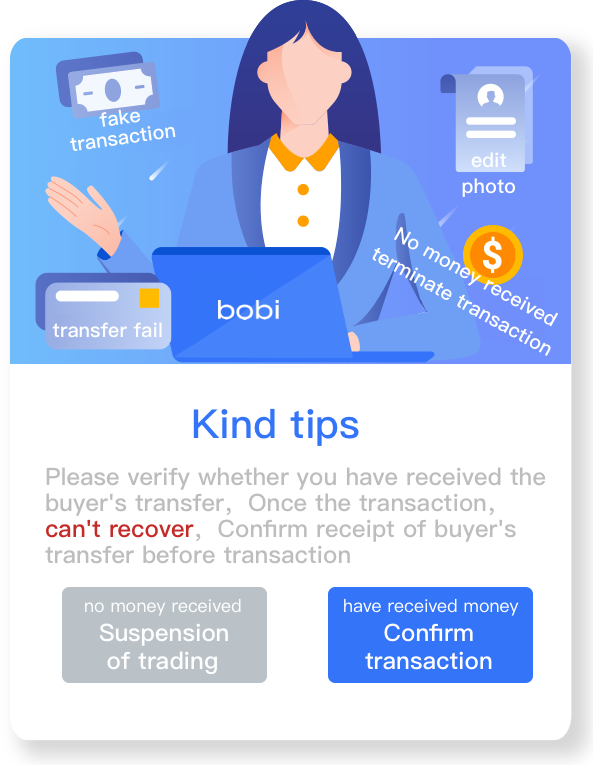 fake
transaction
edit
photo
No money received
terminate transaction
bobi
transfer fail
$
Kind tips
Please verify whether you have received the
buyer's transfer，Once the transaction，
can't recover，Confirm receipt of buyer's
transfer before transaction
no money received
Suspension
of trading
have received money
Confirm
transaction